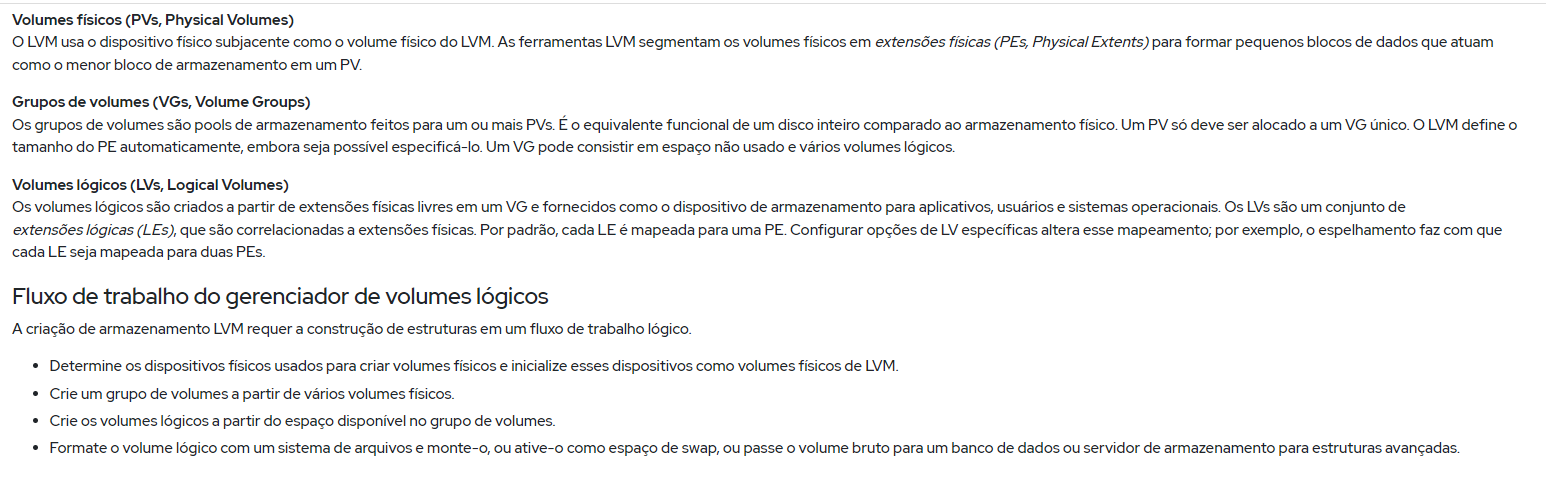 Volumes físicos (PVs, Physical Volumes)
O LVM usa o dispositivo físico subjacente como o volume físico do LVM. As ferramentas LVM segmentam os volumes físicos em extensões físicas (PEs, Physical Extents) para formar pequenos blocos de dados que atuam
como o menor bloco de armazenamento em um PV.
Grupos de volumes (VGs, Volume Groups)
Os grupos de volumes são pools de armazenamento feitos para um ou mais PVs. É o equivalente funcional de um disco inteiro comparado ao armazenamento físico. Um PV só deve ser alocado a um VG único. O LVM define o
tamanho do PE automaticamente, embora seja possível especificá-lo. Um VG pode consistir em espaço não usado e vários volumes lógicos.
Volumes lógicos (LVs, Logical Volumes)
Os volumes lógicos são criados a partir de extensões físicas livres em um VG e fornecidos como o dispositivo de armazenamento para aplicativos, usuários e sistemas operacionais. Os LVs são um conjunto de
extensões lógicas (LEs), que são correlacionadas a extensões físicas. Por padrão, cada LE é mapeada para uma PE. Configurar opções de LV específicas altera esse mapeamento; por exemplo, o espelhamento faz com que
cada LE seja mapeada para duas PEs.
Fluxo de trabalho do gerenciador de volumes lógicos
A criação de armazenamento LVM requer a construção de estruturas em um fluxo de trabalho lógico.
• Determine os dispositivos físicos usados para criar volumes físicos e inicialize esses dispositivos como volumes físicos de LVM.
• Crie um grupo de volumes a partir de vários volumes físicos.
• Crie os volumes lógicos a partir do espaço disponível no grupo de volumes.
• Formate o volume lógico com um sistema de arquivos e monte-o, ou ative-o como espaço de swap, ou passe o volume bruto para um banco de dados ou servidor de armazenamento para estruturas avançadas.